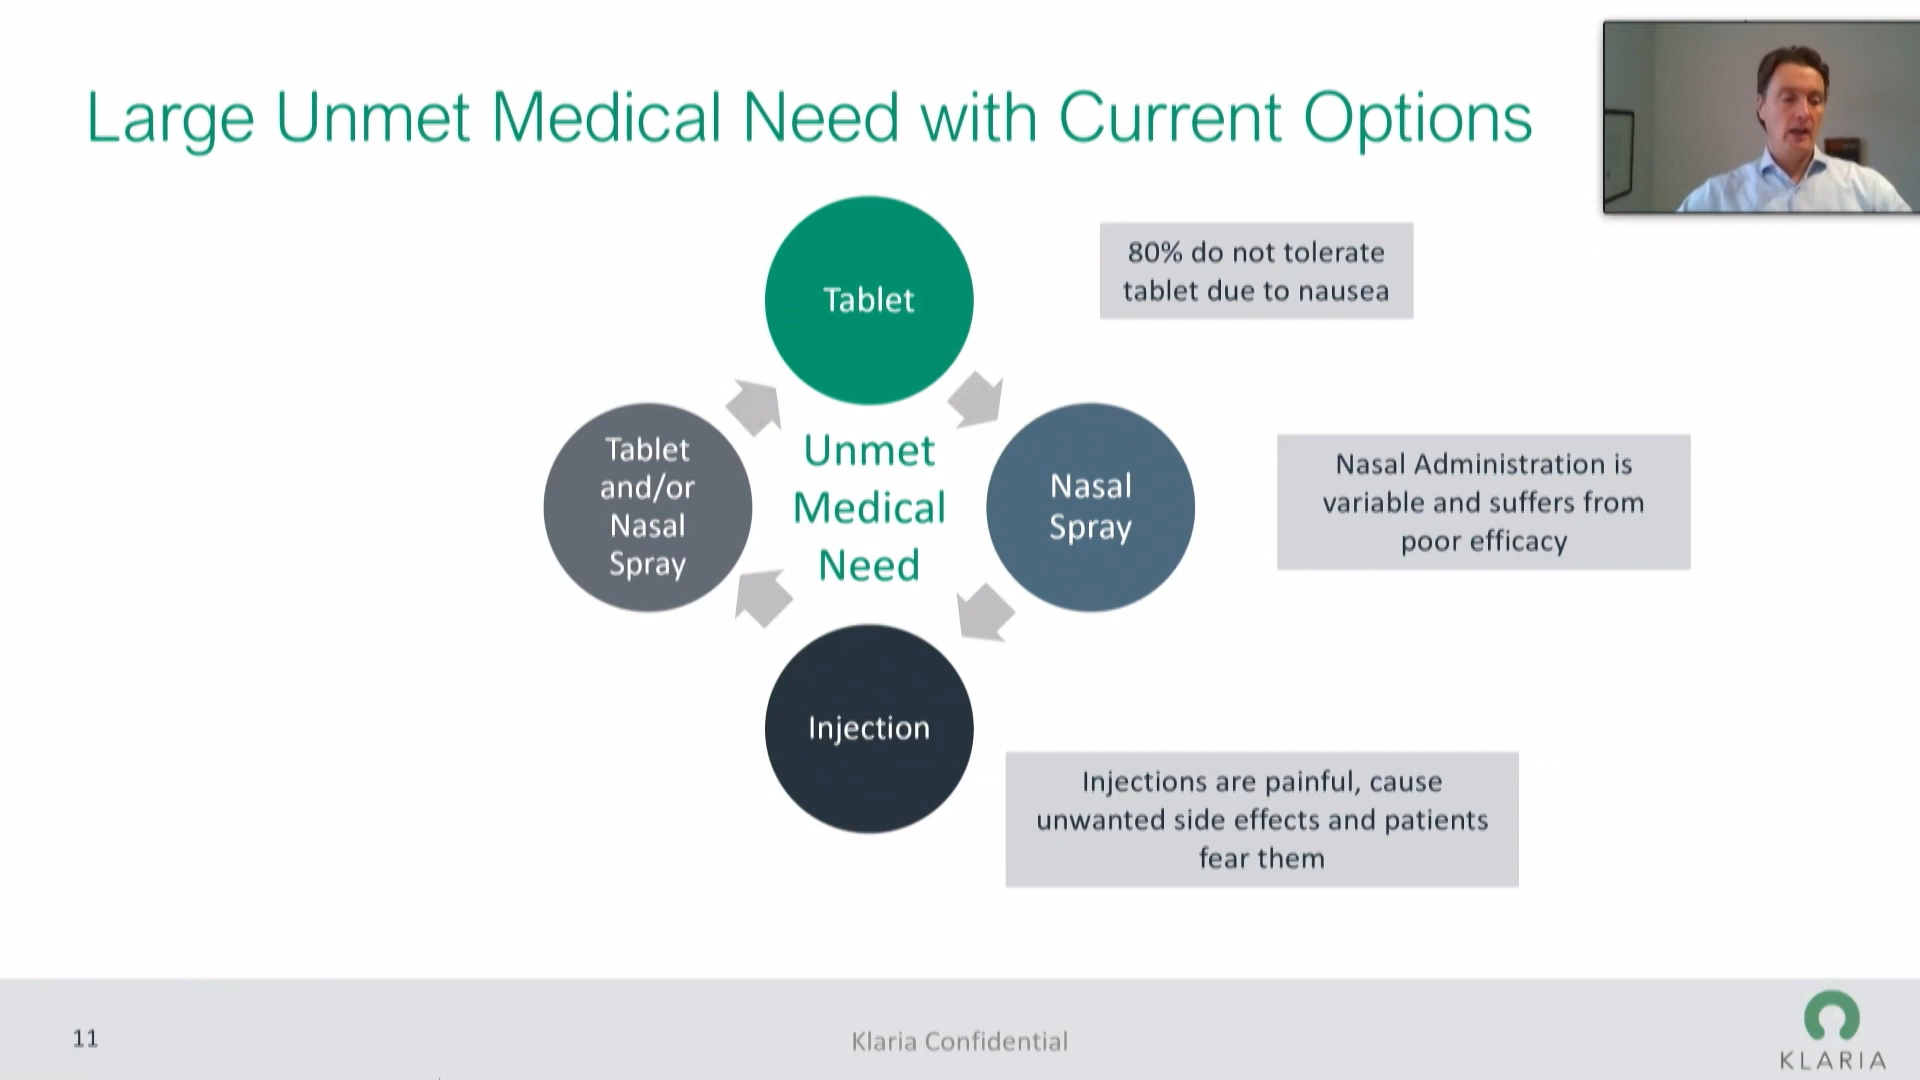 Large Unmet Medical Need with Current Options
Tablet
80% do not tolerate
tablet due to nausea
Tablet
and/or
Nasal
Spray
Unmet
Medical
Need
Nasal
Spray
Nasal Administration is
variable and suffers from
poor efficacy
Injection
Injections are painful, cause
unwanted side effects and patients
fear them
11
Klaria Confidential
KLARIA